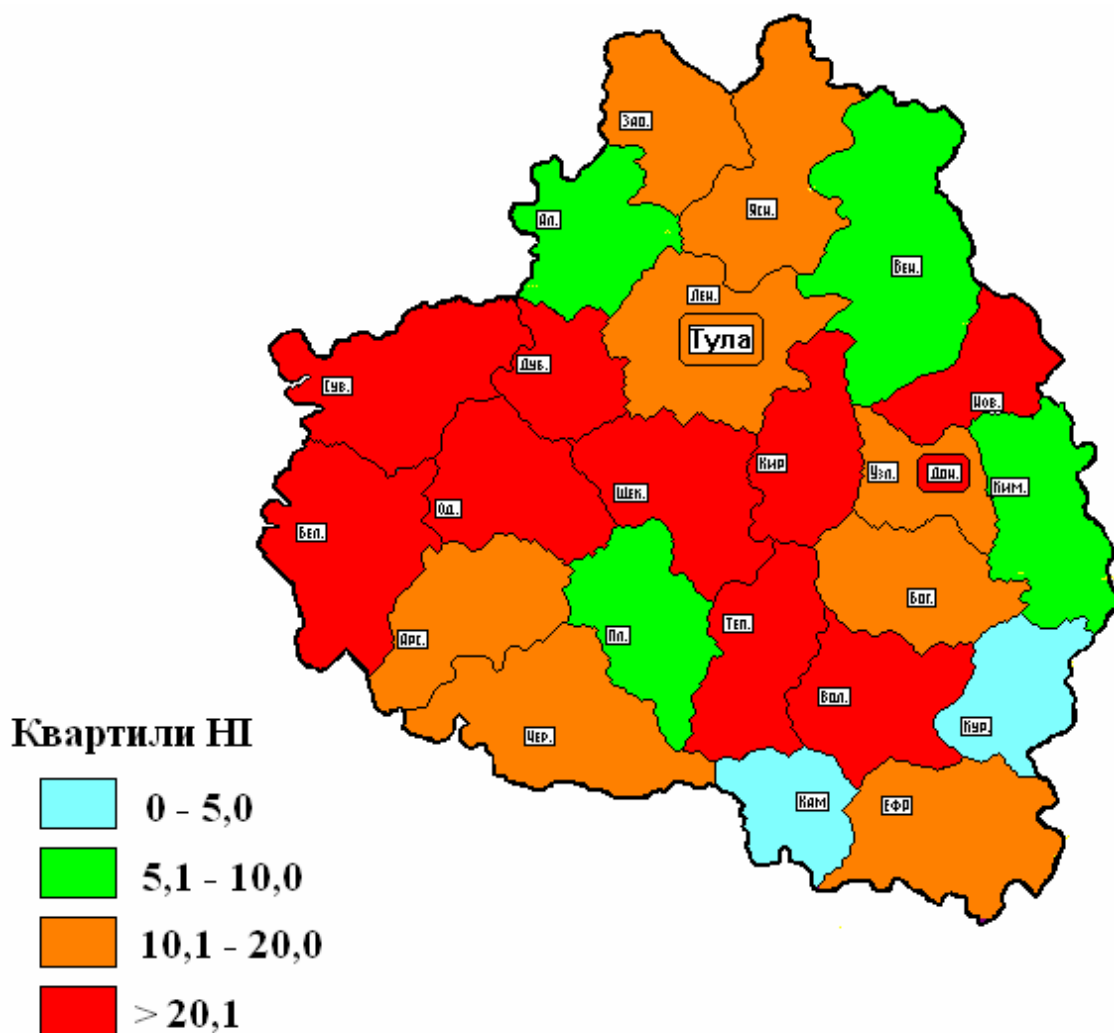 Зао.
Ал.
Ясн.
Вен.
Лен.
Тула
Сув.
Дуб.
Нов.
Кир
Узл.
Дон.
Ким.
Щек.
Од.
Бел.
Арс.
Пл.
Теп.
Бог.
Вол.
Кур.
Чер.
Кам
ЕФР
Квартили HI
0 - 5,0
5,1 - 10,0
10,1 - 20,0
> 20,1